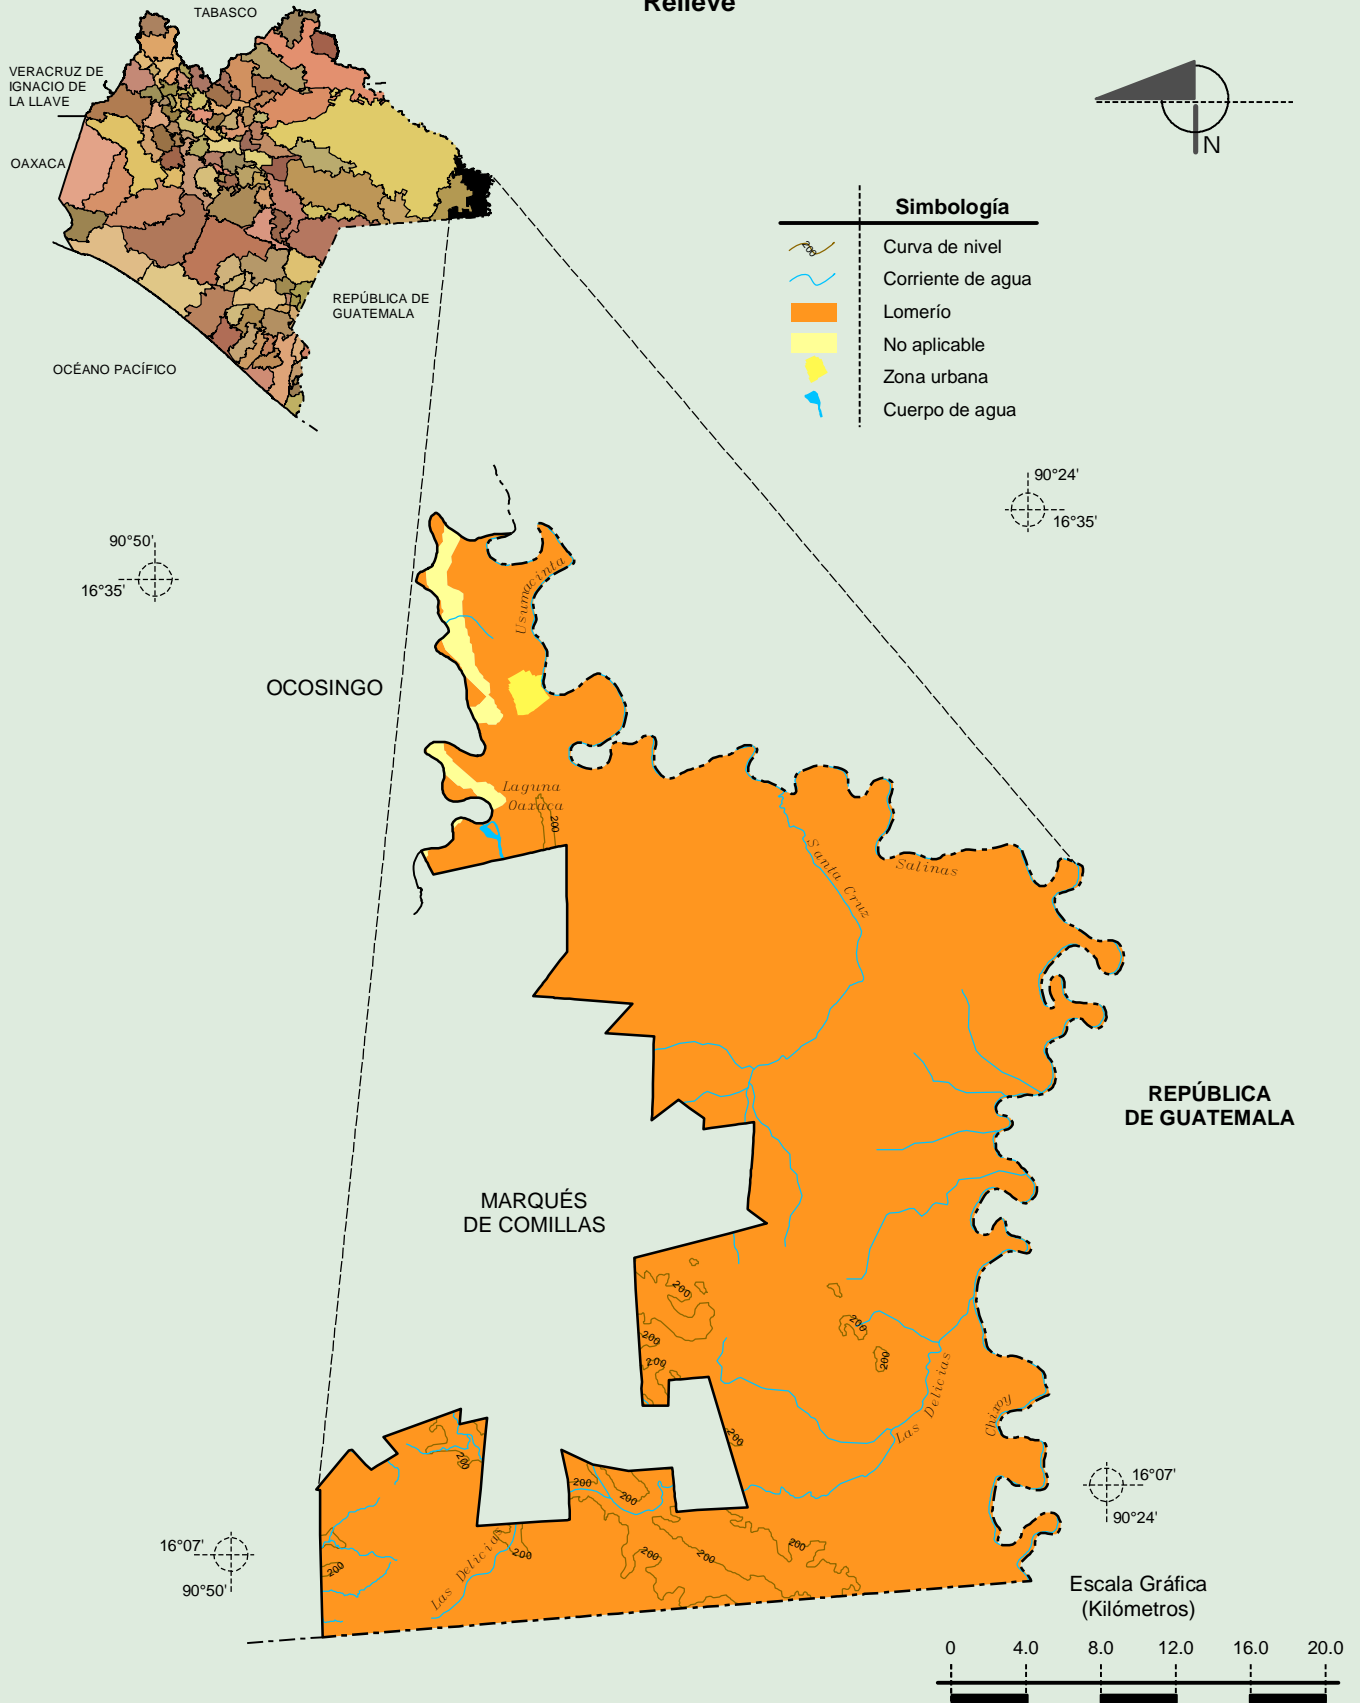 Relieve
TABASCO
VERACRUZ DE
IGNACIO DE
LA LLAVE
OAXACA
REPÚBLICA DE
GUATEMALA
OCÉANO PACÍFICO
N
Simbología
200
Curva de nivel
Corriente de agua
Lomerío
No aplicable
Zona urbana
Cuerpo de agua
90°24'
16°35'
90°50'
16°35'
Usumacinta
OCOSINGO
Laguna
Oaxaca
200
Santa Cruz
Salinas
REPÚBLICA
DE GUATEMALA
MARQUÉS
DE COMILLAS
200
200
200
200
200
Las Delicias
Chixoy
200
200
200
200
16°07'
90°24'
16°07'
90°50'
200
Las Delicias
200
200
200
200
Escala Gráfica
(Kilómetros)
0 4.0 8.0 12.0 16.0 20.0